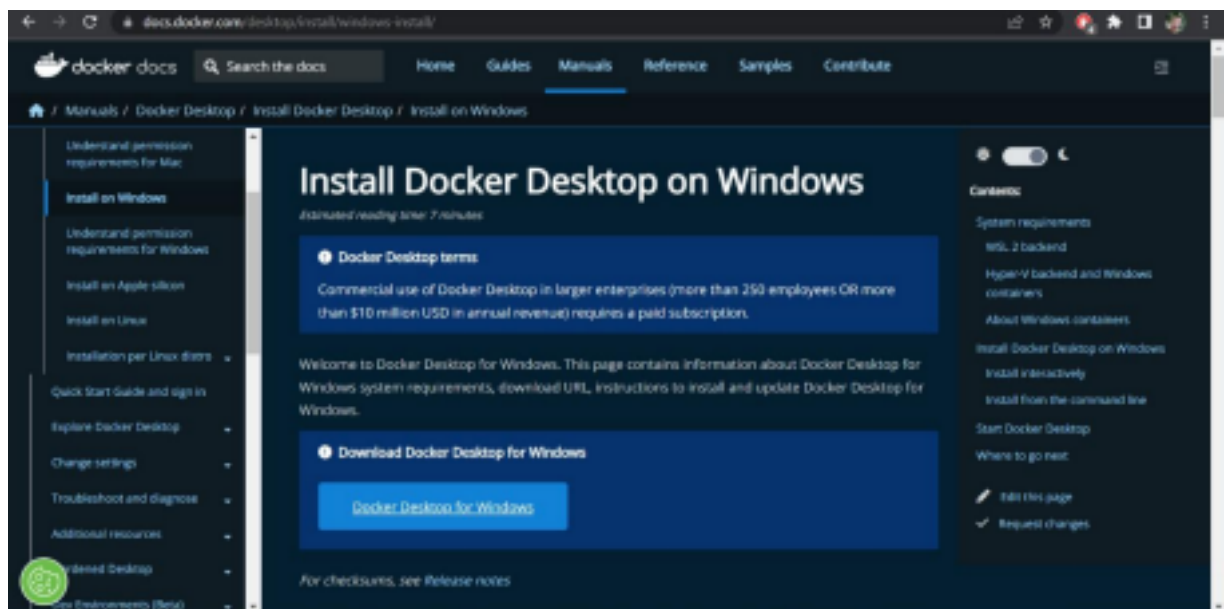 docs.docker.com/desktop/install/windows-install/
docker docs
Search the docs
Home
Guides
Manuals
Reference
Samples
Contribute
/ Manuals / Docker Desktop / Install Docker Desktop / Install on Windows
Understand permission
requirements for Mac
Install on Windows
Understand permission
requirements for Windows
Install on Apple silicon
Install on Linux
Installation per Linux distro
Quick Start Guide and sign in
Explore Docker Desktop
Change settings
Troubleshoot and diagnose
Additional resources
Desktop
Dev Environments (Beta)
Install Docker Desktop on Windows
Estimated reading time: 7 minutes
Docker Desktop terms
Commercial use of Docker Desktop in larger enterprises (more than 250 employees OR more
than $10 million USD in annual revenue) requires a paid subscription.
Welcome to Docker Desktop for Windows. This page contains information about Docker Desktop for
Windows system requirements, download URL, instructions to install and update Docker Desktop for
Windows.
Download Docker Desktop for Windows
Docker Desktop for Windows
For checksums, see Release notes
Contents:
System requirements
WSL 2 backend
Hyper-V backend and Windows
containers
About Windows containers
Install Docker Desktop on Windows
Install interactively
Install from the command line
Start Docker Desktop
Where to go next
Edit this page
Request changes